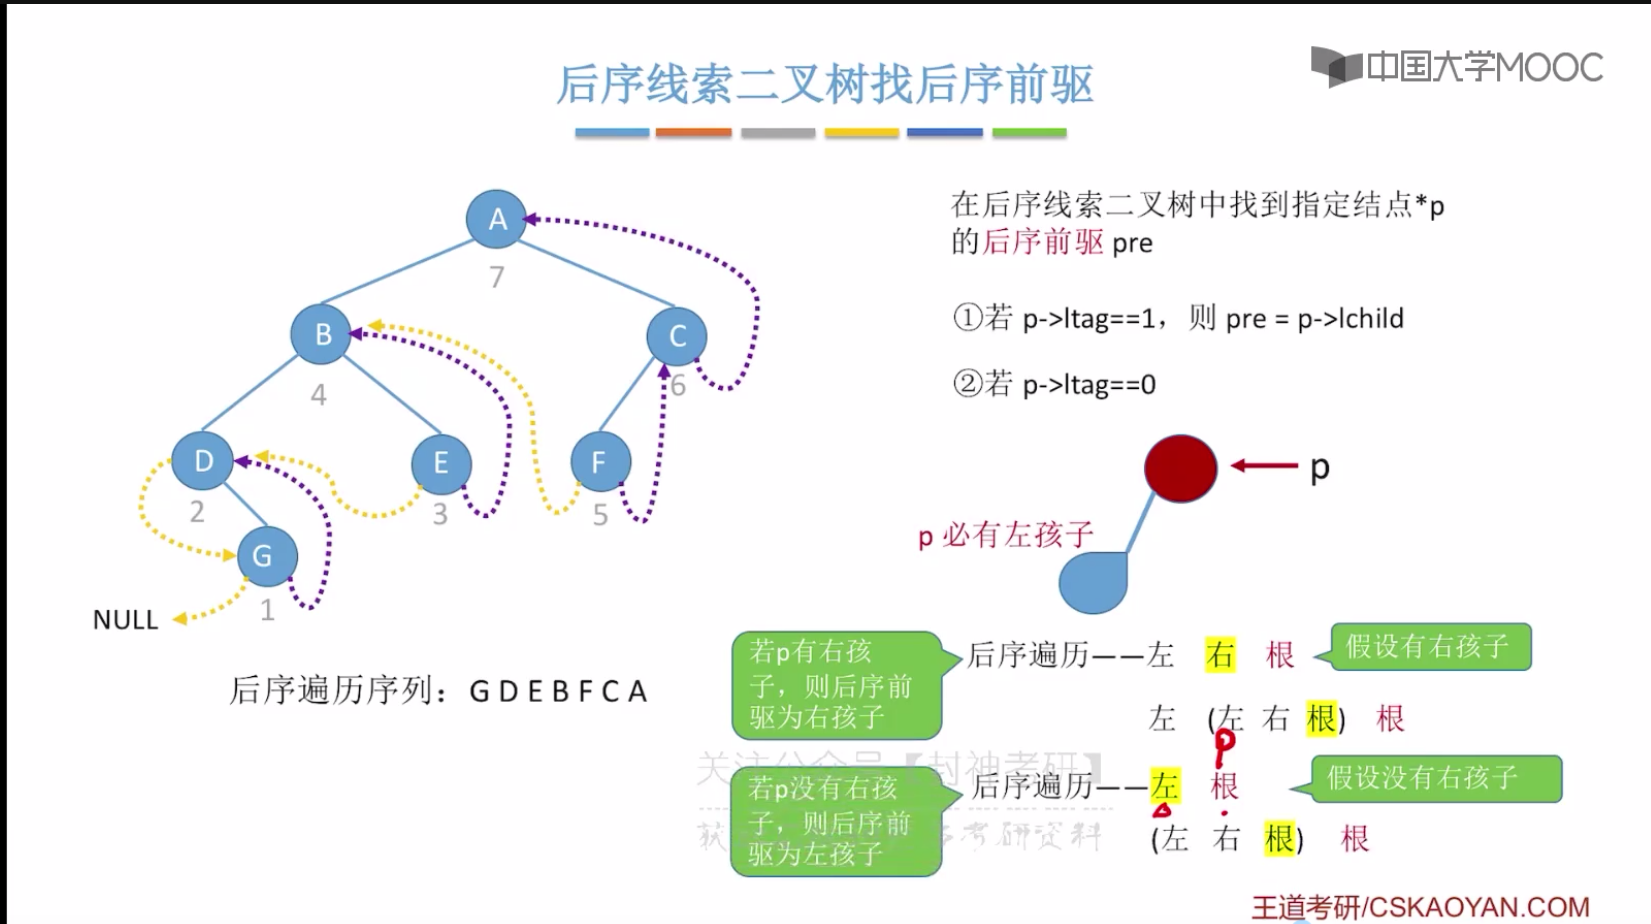 后序线索二叉树找后序前驱
中国大学MOOC
A
7
B
4
C
6
D
2
E
3
F
5
G
1
NULL
后序遍历序列：G D E B F C A
在后序线索二叉树中找到指定结点*p
的后序前驱 pre
①若 p->ltag==1，则 pre = p->lchild
②若 p->ltag==0
p
p 必有左孩子
若p有右孩
子，则后序前
驱为右孩子
后序遍历——左 右 根
假设有右孩子
左 (左 右 根) 根
p
关注公众号【封神考研】
若p没有右孩
子，则后序前
驱为左孩子
后序遍历——左 根
假设没有右孩子
(左 右 根) 根
考研资料
王道考研/CSKAOYAN.COM